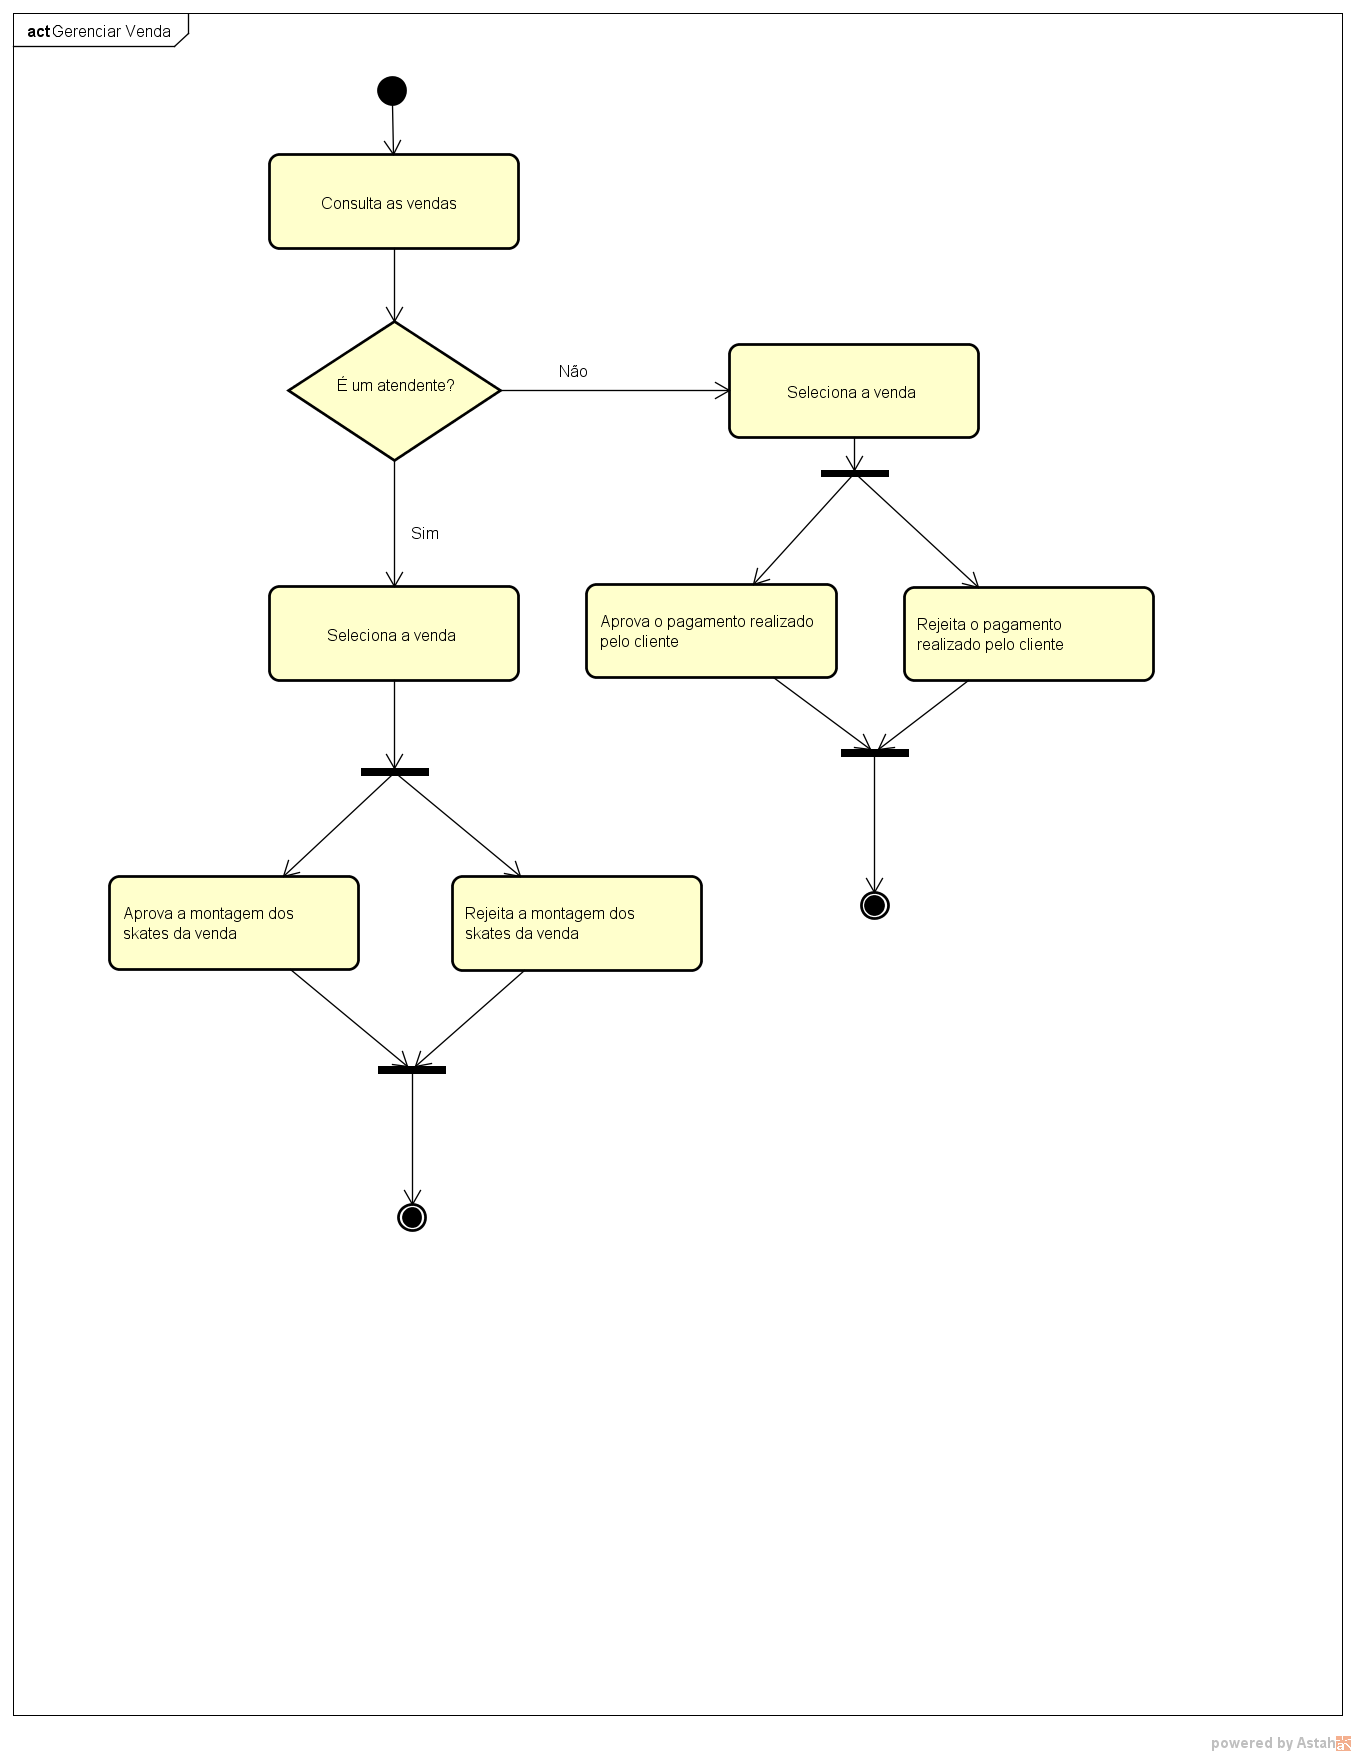 act Gerenciar Venda
Consulta as vendas
É um atendente?
Não
Seleciona a venda
Sim
Seleciona a venda
Aprova o pagamento realizado
pelo cliente
Rejeita o pagamento
realizado pelo cliente
Aprova a montagem dos
skates da venda
Rejeita a montagem dos
skates da venda
powered by Astah